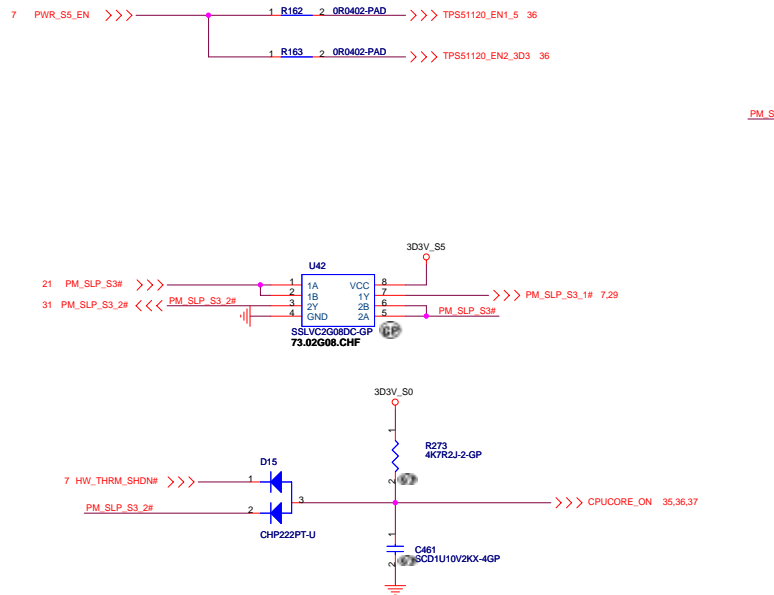 7 PWR_S5_EN 1 R162 2 0R0402-PAD TPS51120_EN1_5 36
1 R163 2 0R0402-PAD TPS51120_EN2_3D3 36
PM_S
3D3V_S5
U42
21 PM_SLP_S3# 1 1A VCC 8
2 1B 1Y 7 PM_SLP_S3_1# 7,29
31 PM_SLP_S3_2# PM_SLP_S3_2# 3 2Y 2B 6
4 GND 2A 5 PM_SLP_S3#
SSLVC2G08DC-GP GP
73.02G08.CHF
3D3V_S0
1
R273
4K7R2J-2-GP
D15
2
7 HW_THRM_SHDN# 1
3 CPUCORE_ON 35,36,37
PM_SLP_S3_2# 2
CHP222PT-U
1
C461
SCD1U10V2KX-4GP
2